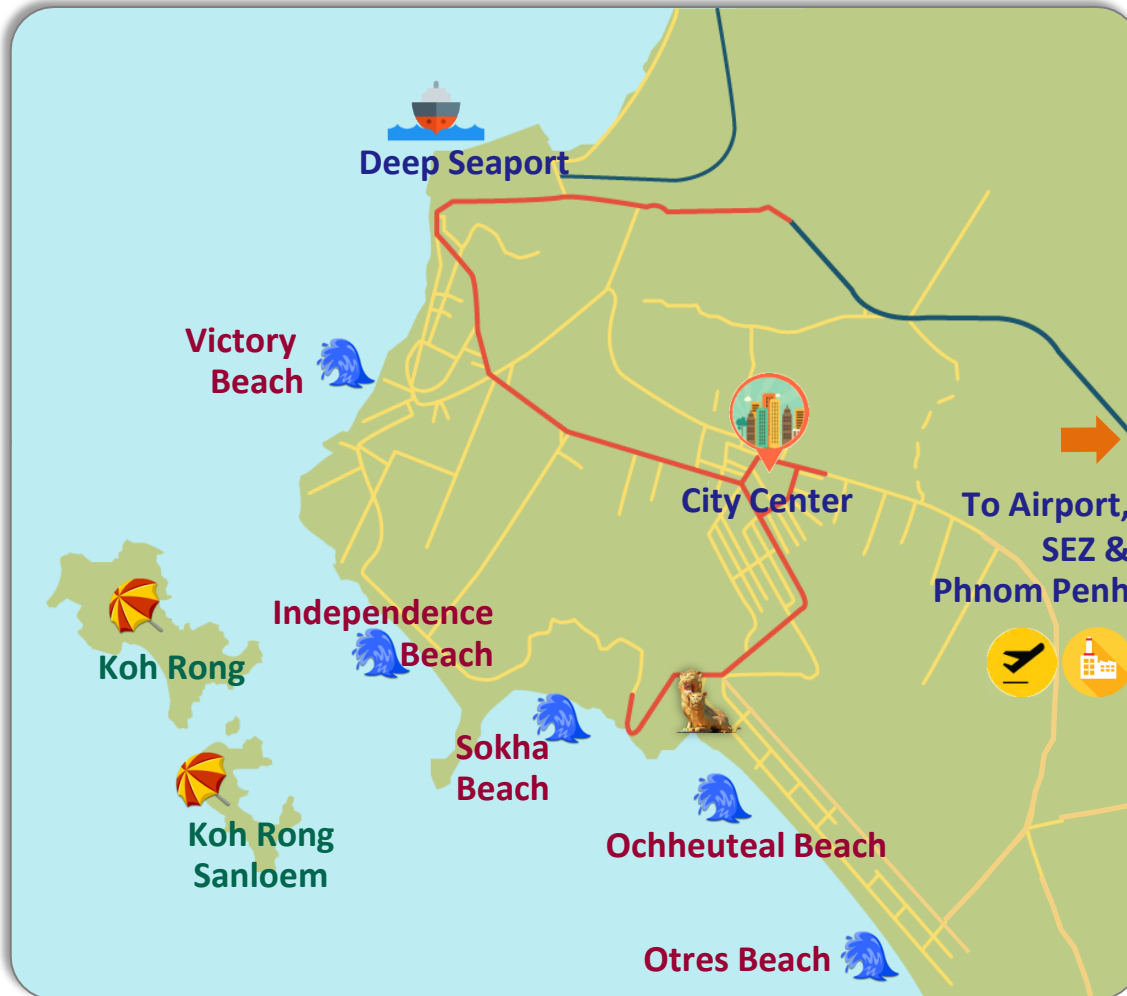 Deep Seaport
Victory
Beach
City Center
To Airport,
SEZ &
Phnom Penh
Independence
Beach
Koh Rong
Sokha
Beach
Koh Rong
Sanloem
Ochheuteal Beach
Otres Beach